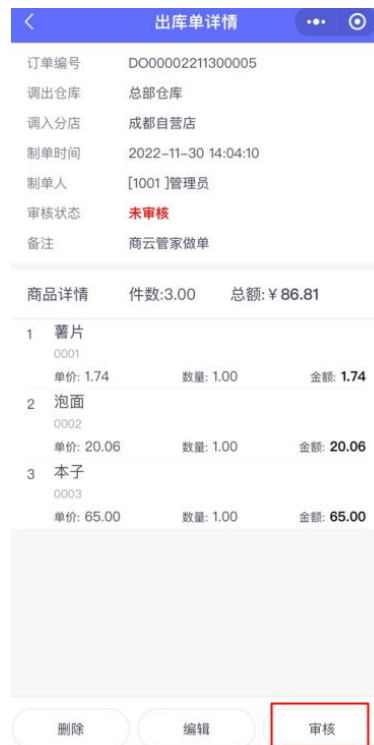 出库单详情
订单编号 DO00002211300005
调出仓库 总部仓库
调入分店 成都自营店
制单时间 2022-11-30 14:04:10
制单人 [1001 ]管理员
审核状态 未审核
备注 商云管家做单
商品详情 件数:3.00 总额:¥86.81
1 薯片
0001
单价: 1.74 数量: 1.00 金额: 1.74
2 泡面
0002
单价: 20.06 数量: 1.00 金额: 20.06
3 本子
0003
单价: 65.00 数量: 1.00 金额: 65.00
删除 编辑 审核